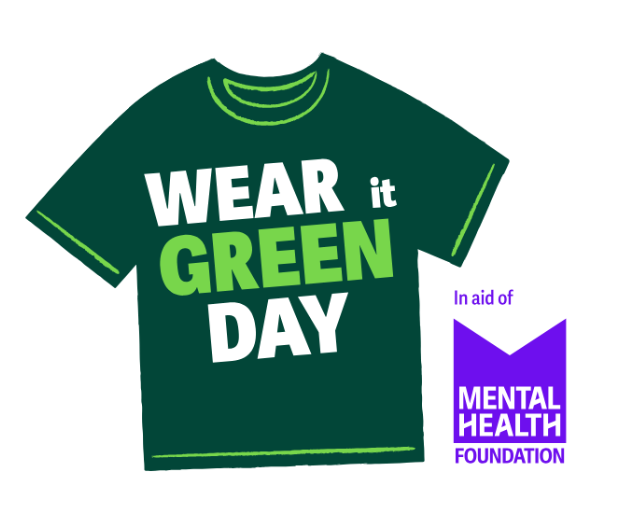 WEAR it
GREEN
DAY
In aid of
MENTAL
HEALTH
FOUNDATION